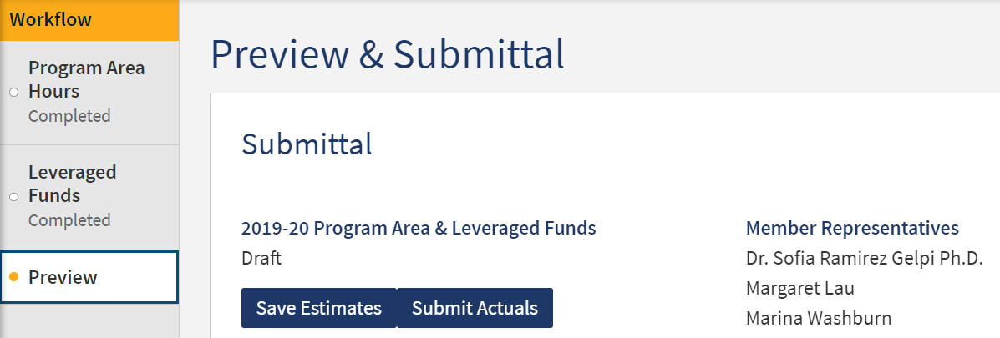 Workflow
Program Area
Hours
Completed
Leveraged
Funds
Completed
Preview
Preview & Submittal
Submittal
2019-20 Program Area & Leveraged Funds
Draft
Save Estimates
Submit Actuals
Member Representatives
Dr. Sofia Ramirez Gelpi Ph.D.
Margaret Lau
Marina Washburn